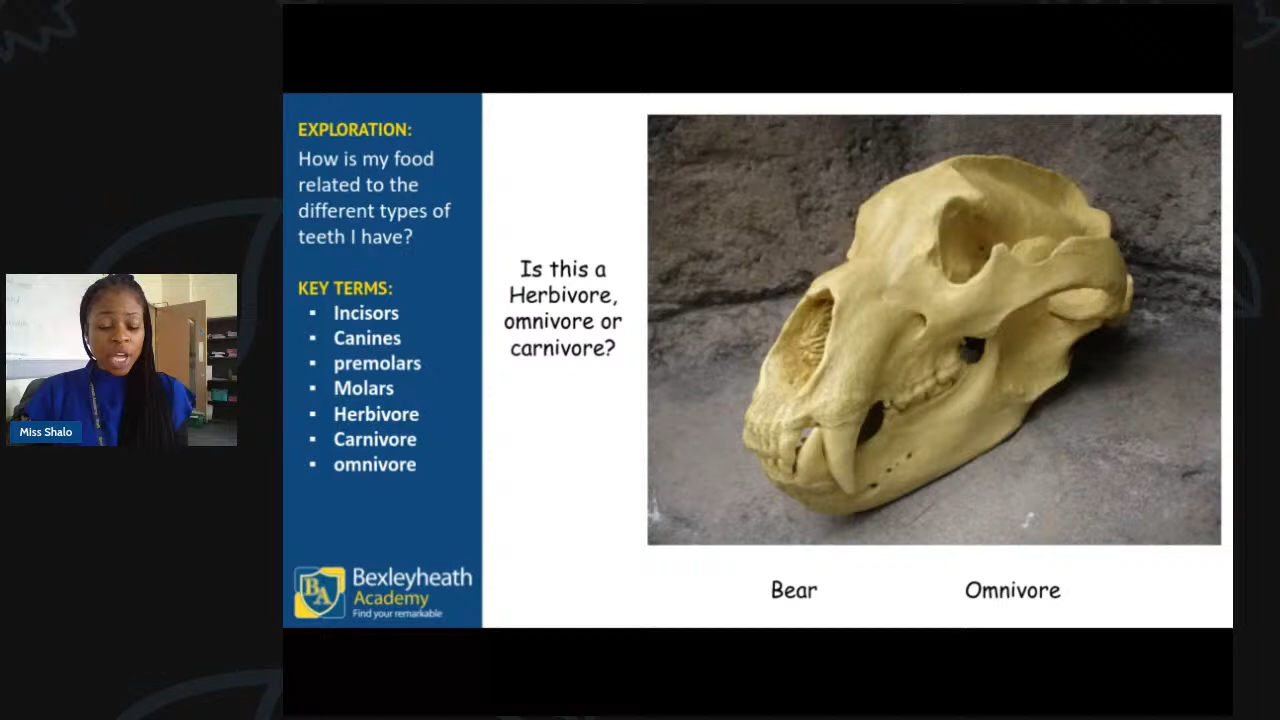 EXPLORATION:
How is my food
related to the
different types of
teeth I have?
KEY TERMS:
▪ Incisors
▪ Canines
▪ premolars
▪ Molars
▪ Herbivore
▪ Carnivore
▪ omnivore
BA
Bexleyheath
Academy
Find your remarkable
Is this a
Herbivore,
omnivore or
carnivore?
Bear
Omnivore
Miss Shalo